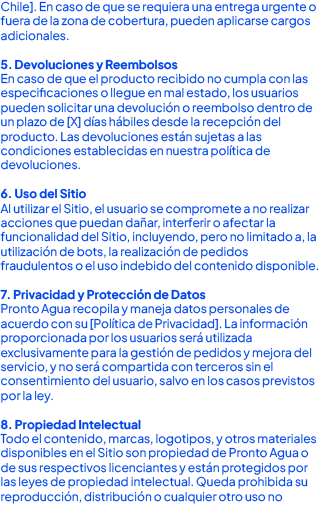 Chile]. En caso de que se requiera una entrega urgente o
fuera de la zona de cobertura, pueden aplicarse cargos
adicionales.
5. Devoluciones y Reembolsos
En caso de que el producto recibido no cumpla con las
especificaciones o llegue en mal estado, los usuarios
pueden solicitar una devolución o reembolso dentro de
un plazo de [X] días hábiles desde la recepción del
producto. Las devoluciones están sujetas a las
condiciones establecidas en nuestra política de
devoluciones.
6. Uso del Sitio
Al utilizar el Sitio, el usuario se compromete a no realizar
acciones que puedan dañar, interferir o afectar la
funcionalidad del Sitio, incluyendo, pero no limitado a, la
utilización de bots, la realización de pedidos
fraudulentos o el uso indebido del contenido disponible.
7. Privacidad y Protección de Datos
Pronto Agua recopila y maneja datos personales de
acuerdo con su [Política de Privacidad]. La información
proporcionada por los usuarios será utilizada
exclusivamente para la gestión de pedidos y mejora del
servicio, y no será compartida con terceros sin el
consentimiento del usuario, salvo en los casos previstos
por la ley.
8. Propiedad Intelectual
Todo el contenido, marcas, logotipos, y otros materiales
disponibles en el Sitio son propiedad de Pronto Agua o
de sus respectivos licenciantes y están protegidos por
las leyes de propiedad intelectual. Queda prohibida su
reproducción, distribución o cualquier otro uso no